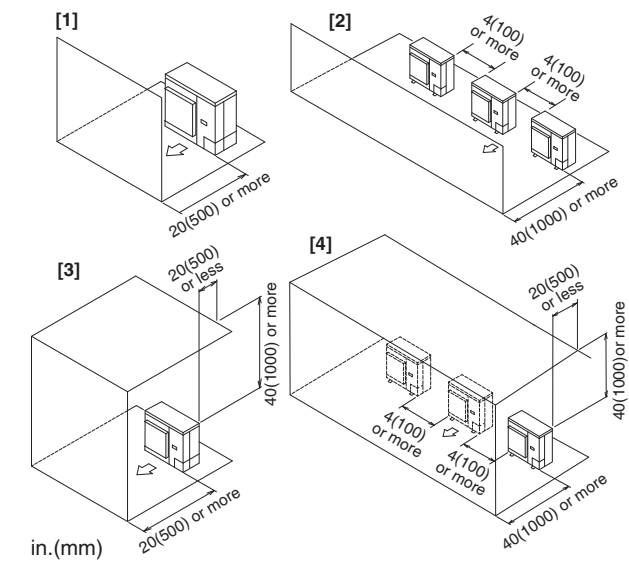 [1]
20(500) or more
[2]
4(100)
or more
4(100)
or more
40(1000) or more
[3]
20(500)
or less
40(1000) or more
20(500) or more
[4]
20(500)
or less
40(1000)or more
4(100)
or more
4(100)
or more
40(1000) or more
in.(mm)